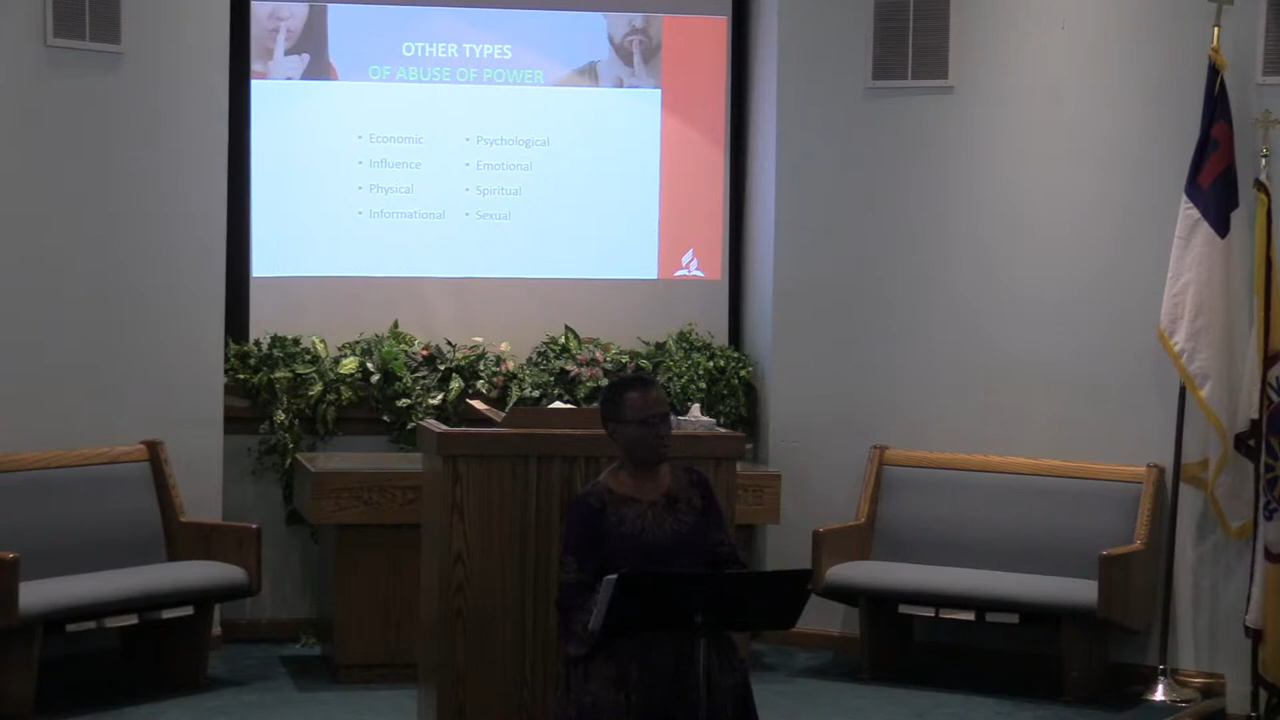 OTHER TYPES
OF ABUSE OF POWER
• Economic
• Influence
• Physical
• Informational
• Psychological
• Emotional
• Spiritual
• Sexual